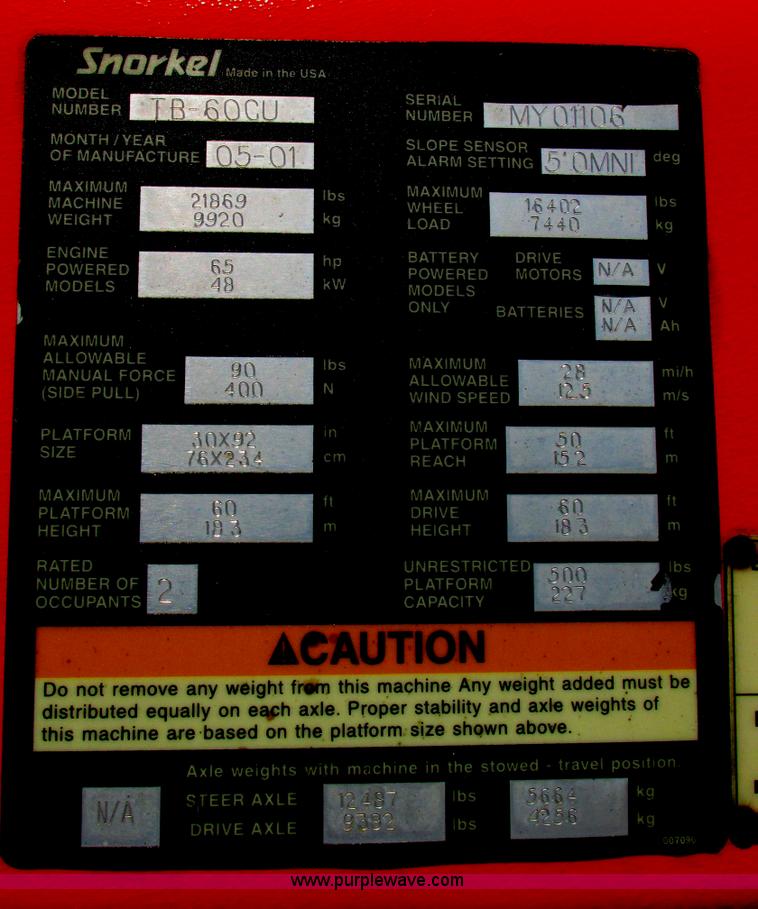 Snorkel Made in the USA
MODEL NUMBER TB-60CU
SERIAL NUMBER MY01106
MONTH / YEAR OF MANUFACTURE 05-01
SLOPE SENSOR ALARM SETTING 5°OMNI deg
MAXIMUM MACHINE WEIGHT
21869 lbs
9920 kg
MAXIMUM WHEEL LOAD
16402 lbs
7440 kg
ENGINE POWERED MODELS
65 hp
48 kW
BATTERY POWERED MODELS ONLY
DRIVE MOTORS N/A V
BATTERIES N/A V
N/A Ah
MAXIMUM ALLOWABLE MANUAL FORCE (SIDE PULL)
90 lbs
400 N
MAXIMUM ALLOWABLE WIND SPEED
28 mi/h
12.5 m/s
PLATFORM SIZE
30X92 in
76X234 cm
MAXIMUM PLATFORM REACH
50 ft
15.2 m
MAXIMUM PLATFORM HEIGHT
60 ft
18.3 m
MAXIMUM DRIVE HEIGHT
60 ft
18.3 m
RATED NUMBER OF OCCUPANTS 2
UNRESTRICTED PLATFORM CAPACITY
500 lbs
227 kg
CAUTION
Do not remove any weight from this machine Any weight added must be
distributed equally on each axle. Proper stability and axle weights of
this machine are based on the platform size shown above.
Axle weights with machine in the stowed - travel position.
N/A
STEER AXLE 12487 lbs 5664 kg
DRIVE AXLE 9382 lbs 4256 kg
www.purplewave.com